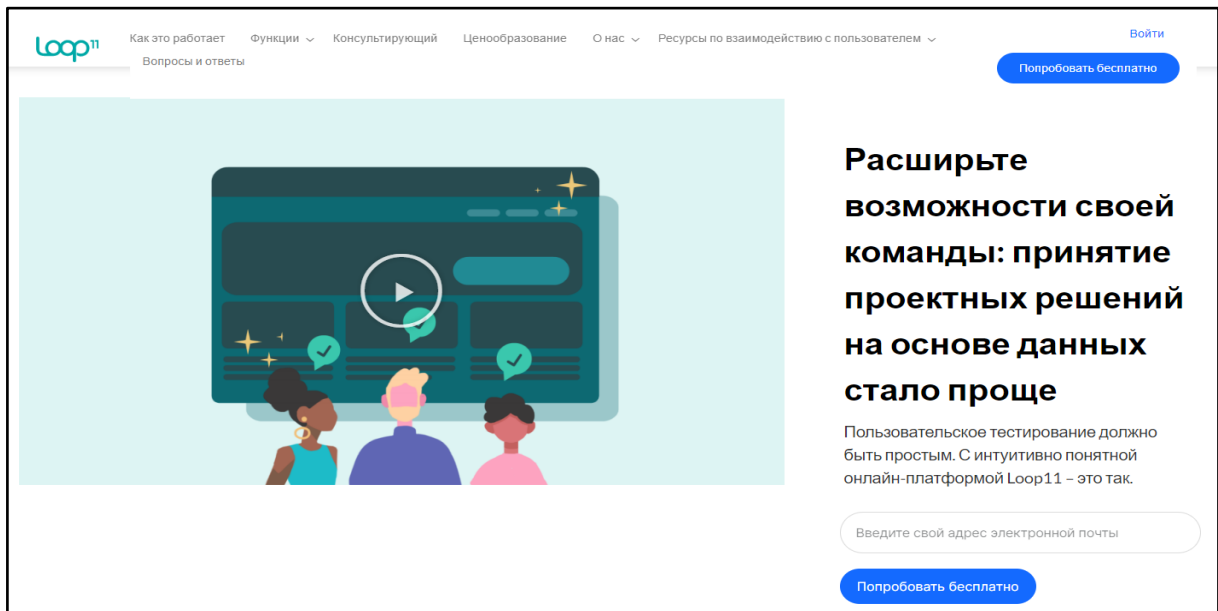 Loop11
Как это работает Функции Консультирующий Ценообразование О нас Ресурсы по взаимодействию с пользователем Войти
Вопросы и ответы
Попробовать бесплатно
Расширьте
возможности своей
команды: принятие
проектных решений
на основе данных
стало проще
Пользовательское тестирование должно
быть простым. С интуитивно понятной
онлайн-платформой Loop11 – это так.
Введите свой адрес электронной почты
Попробовать бесплатно